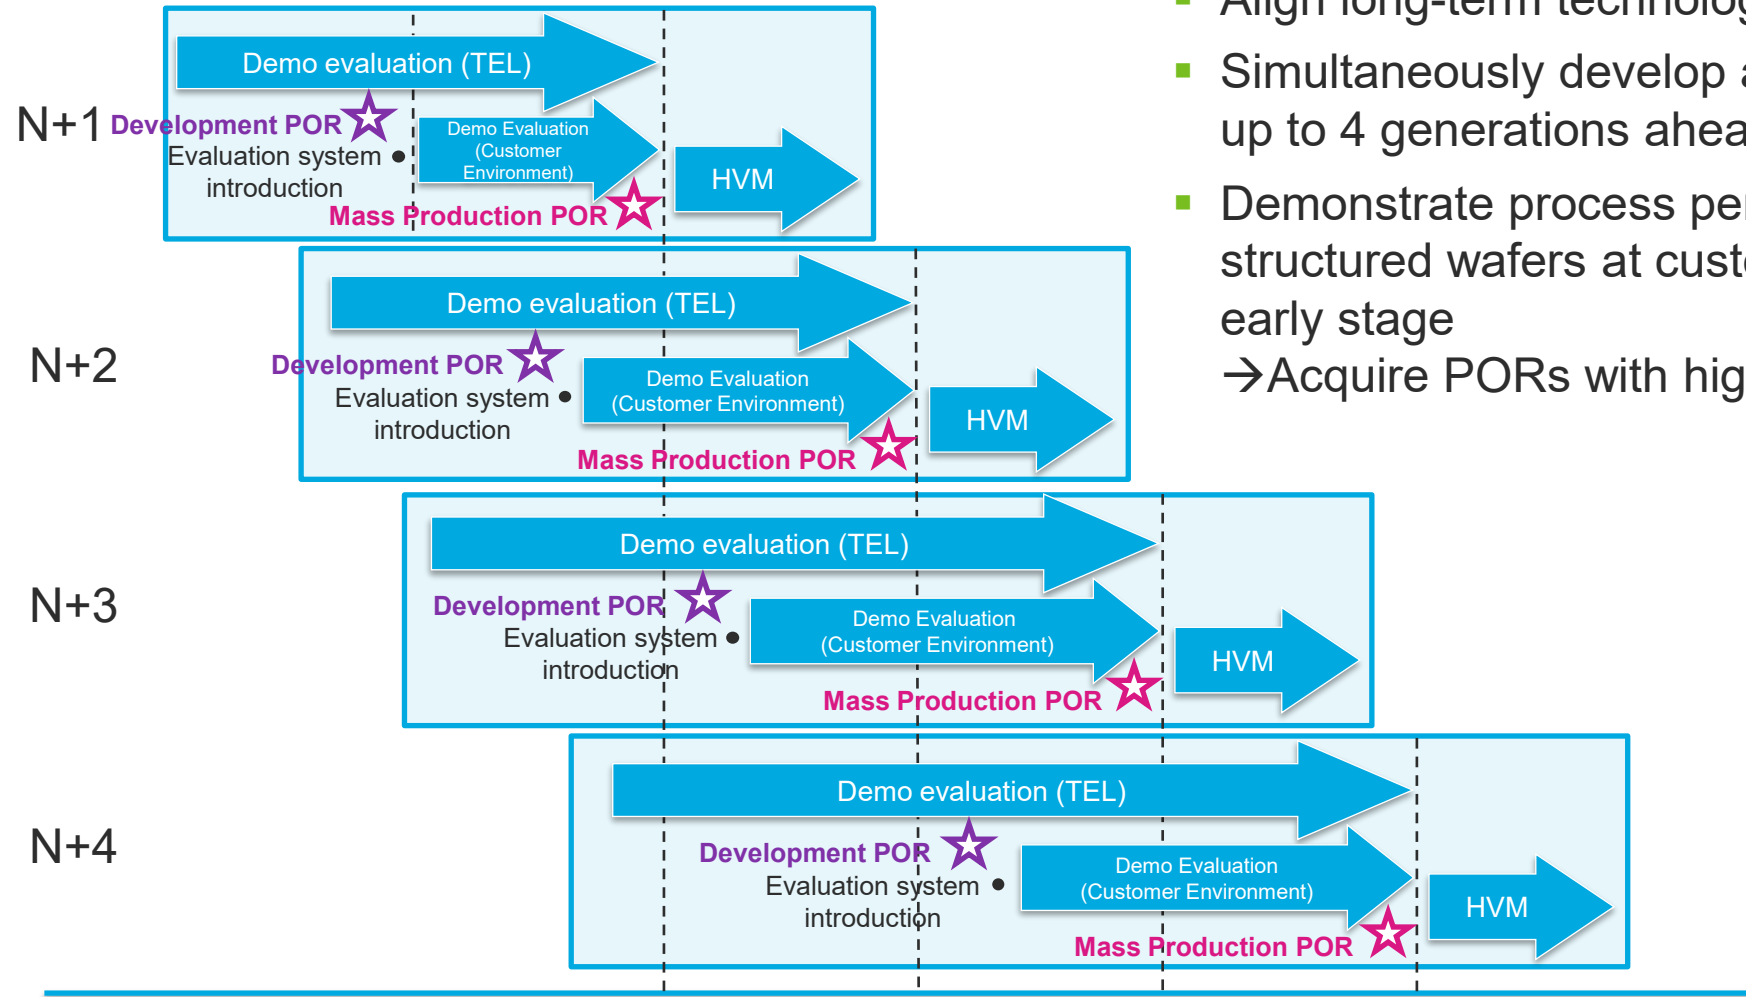 N+1
Demo evaluation (TEL)
Development POR
Evaluation system
introduction
Demo Evaluation
(Customer
Environment)
Mass Production POR
HVM
N+2
Demo evaluation (TEL)
Development POR
Evaluation system
introduction
Demo Evaluation
(Customer Environment)
Mass Production POR
HVM
N+3
Demo evaluation (TEL)
Development POR
Evaluation system
introduction
Demo Evaluation
(Customer Environment)
Mass Production POR
HVM
N+4
Demo evaluation (TEL)
Development POR
Evaluation system
introduction
Demo Evaluation
(Customer Environment)
Mass Production POR
HVM
Align long-term
Simultaneously develop
up to 4 generations
Demonstrate process
structured wafers at
early stage
→Acquire PORs with